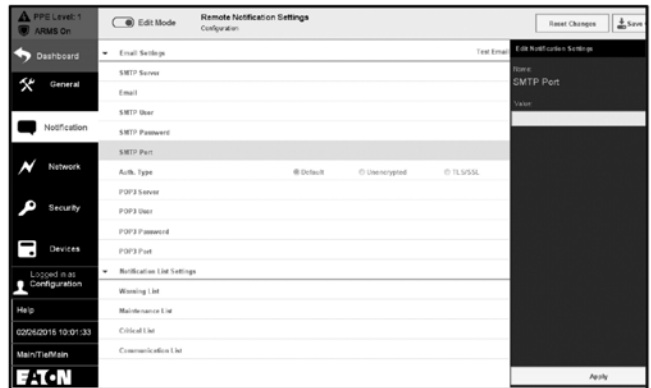 PPE Level: 1
ARMS On
Edit Mode
Remote Notification Settings
Configuration
Reset Changes
Save
Dashboard
General
Notification
Network
Security
Devices
Logged in as
Configuration
Help
02/26/2015 10:01:33
Main/Tie/Main
EATON
Email Settings
Test Email
SMTP Server
Email
SMTP User
SMTP Password
SMTP Port
Auth. Type
Default
Unencrypted
TLS/SSL
POP3 Server
POP3 User
POP3 Password
POP3 Port
Notification List Settings
Warning List
Maintenance List
Critical List
Communication List
Edit Notification Settings
Name:
SMTP Port
Value:
Apply